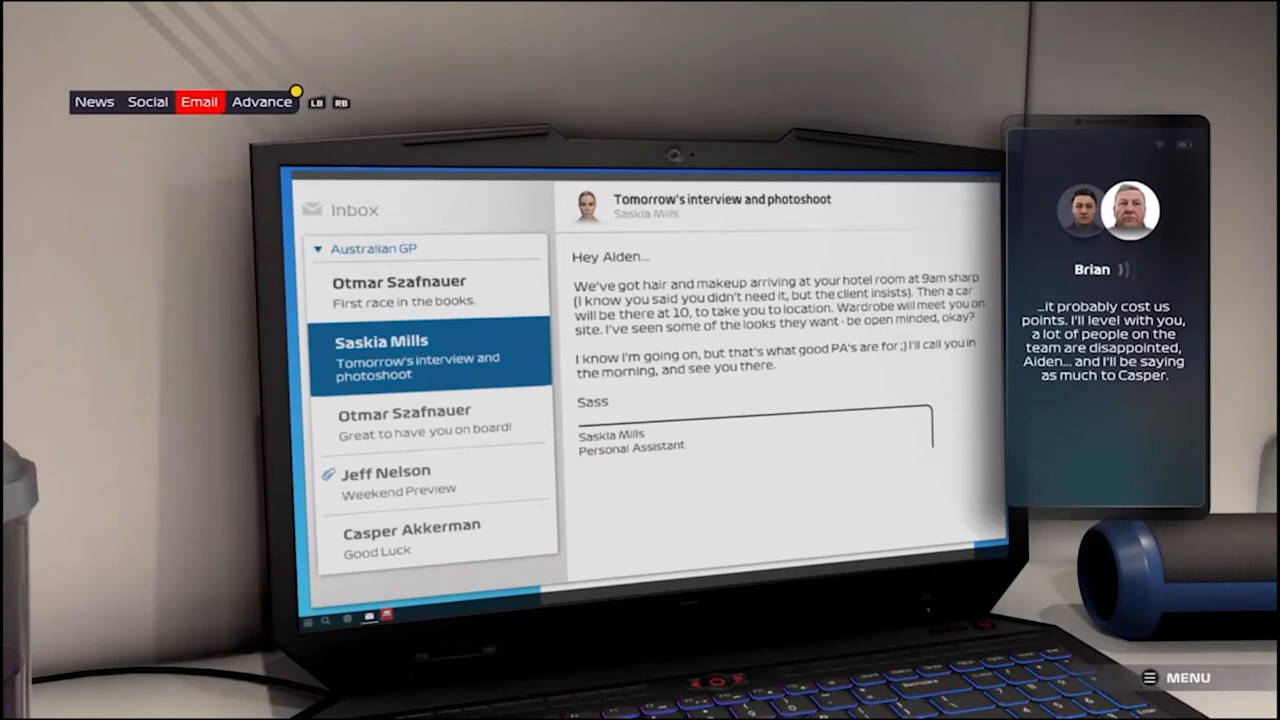 News Social Email Advance LB RB
Inbox
Australian GP
Otmar Szafnauer
First race in the books.
Saskia Mills
Tomorrow's interview and
photoshoot
Otmar Szafnauer
Great to have you on board!
Jeff Nelson
Weekend Preview
Casper Akkerman
Good Luck
Tomorrow's interview and photoshoot
Saskia Mills
Hey Aiden...
We've got hair and makeup arriving at your hotel room at 9am sharp
(I know you said you didn't need it, but the client insists). Then a car
will be there at 10, to take you to location. Wardrobe will meet you on
site. I've seen some of the looks they want - be open minded, okay?
I know I'm going on, but that's what good PA's are for ;) I'll call you in
the morning, and see you there.
Sass
Saskia Mills
Personal Assistant
Brian
...it probably cost us
points. I'll level with you,
a lot of people on the
team are disappointed,
Aiden... and I'll be saying
as much to Casper.
MENU